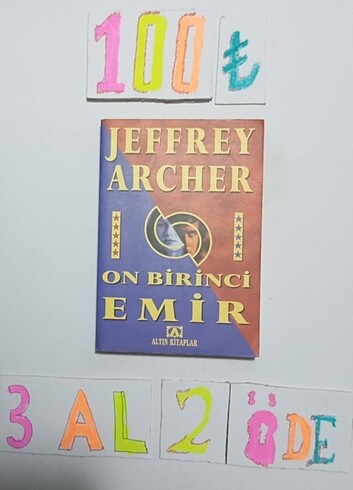 100 ₺
JEFFREY
ARCHER
ON BİRİNCİ
EMİR
ALTIN KİTAPLAR
3 AL 2 ÖDE